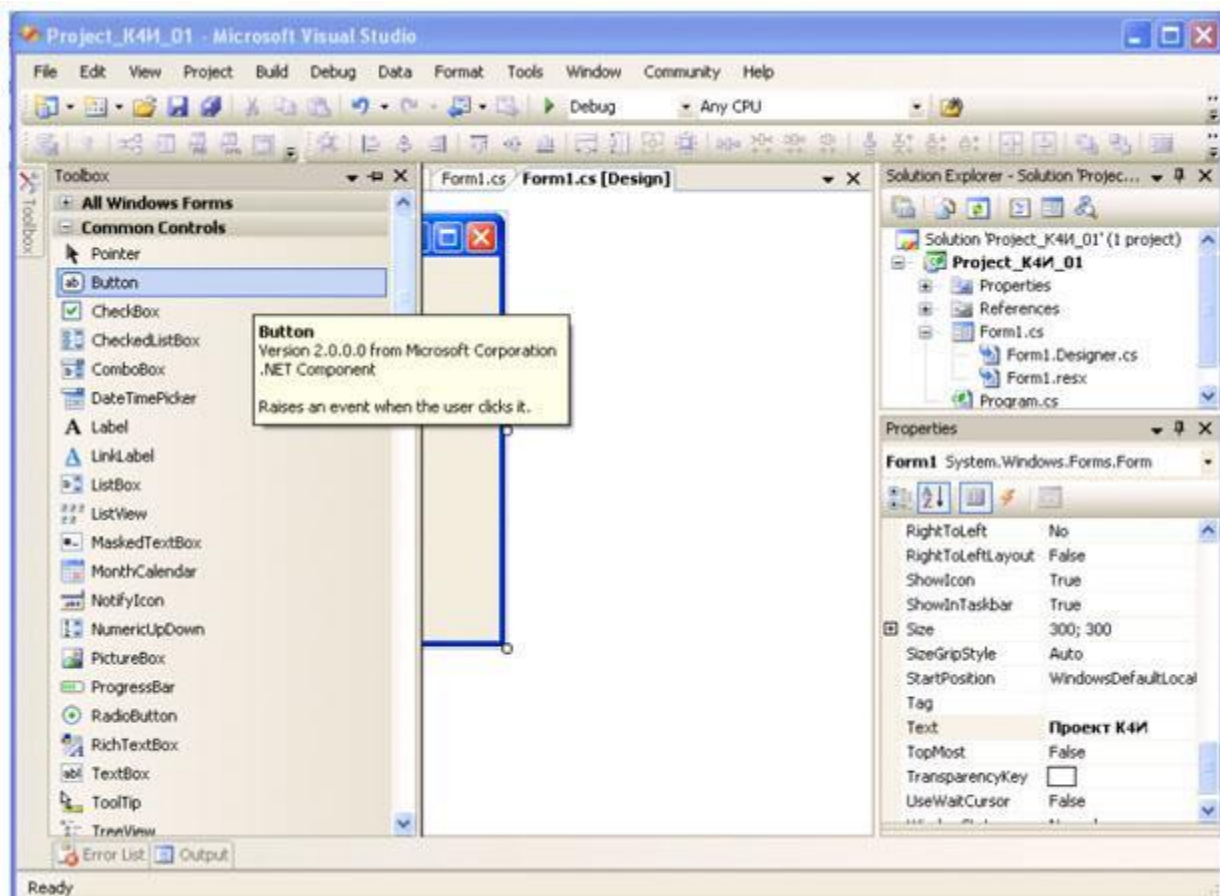 Project_К4И_01 - Microsoft Visual Studio
File Edit View Project Build Debug Data Format Tools Window Community Help
Debug Any CPU
Toolbox
Toolbox
All Windows Forms
Common Controls
Pointer
Button
CheckBox
CheckedListBox
ComboBox
DateTimePicker
Label
LinkLabel
ListBox
ListView
MaskedTextBox
MonthCalendar
NotifyIcon
NumericUpDown
PictureBox
ProgressBar
RadioButton
RichTextBox
TextBox
ToolTip
TreeView
Button
Version 2.0.0.0 from Microsoft Corporation
.NET Component
Raises an event when the user clicks it.
Form1.cs Form1.cs [Design]
Solution Explorer - Solution 'Projec...
Solution 'Project_К4И_01' (1 project)
Project_К4И_01
Properties
References
Form1.cs
Form1.Designer.cs
Form1.resx
Program.cs
Properties
Form1 System.Windows.Forms.Form
RightToLeft No
RightToLeftLayout False
ShowIcon True
ShowInTaskbar True
Size 300; 300
SizeGripStyle Auto
StartPosition WindowsDefaultLocat
Tag
Text Проект К4И
TopMost False
TransparencyKey
UseWaitCursor False
Error List Output
Ready